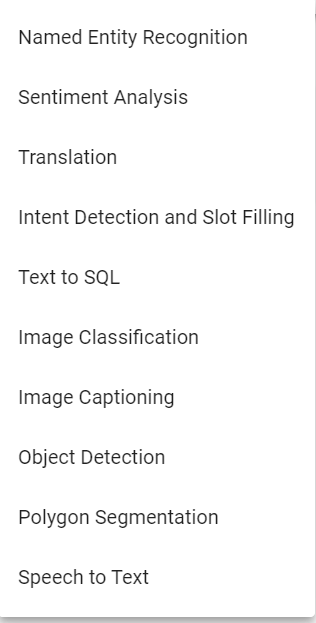 Named Entity Recognition
Sentiment Analysis
Translation
Intent Detection and Slot Filling
Text to SQL
Image Classification
Image Captioning
Object Detection
Polygon Segmentation
Speech to Text